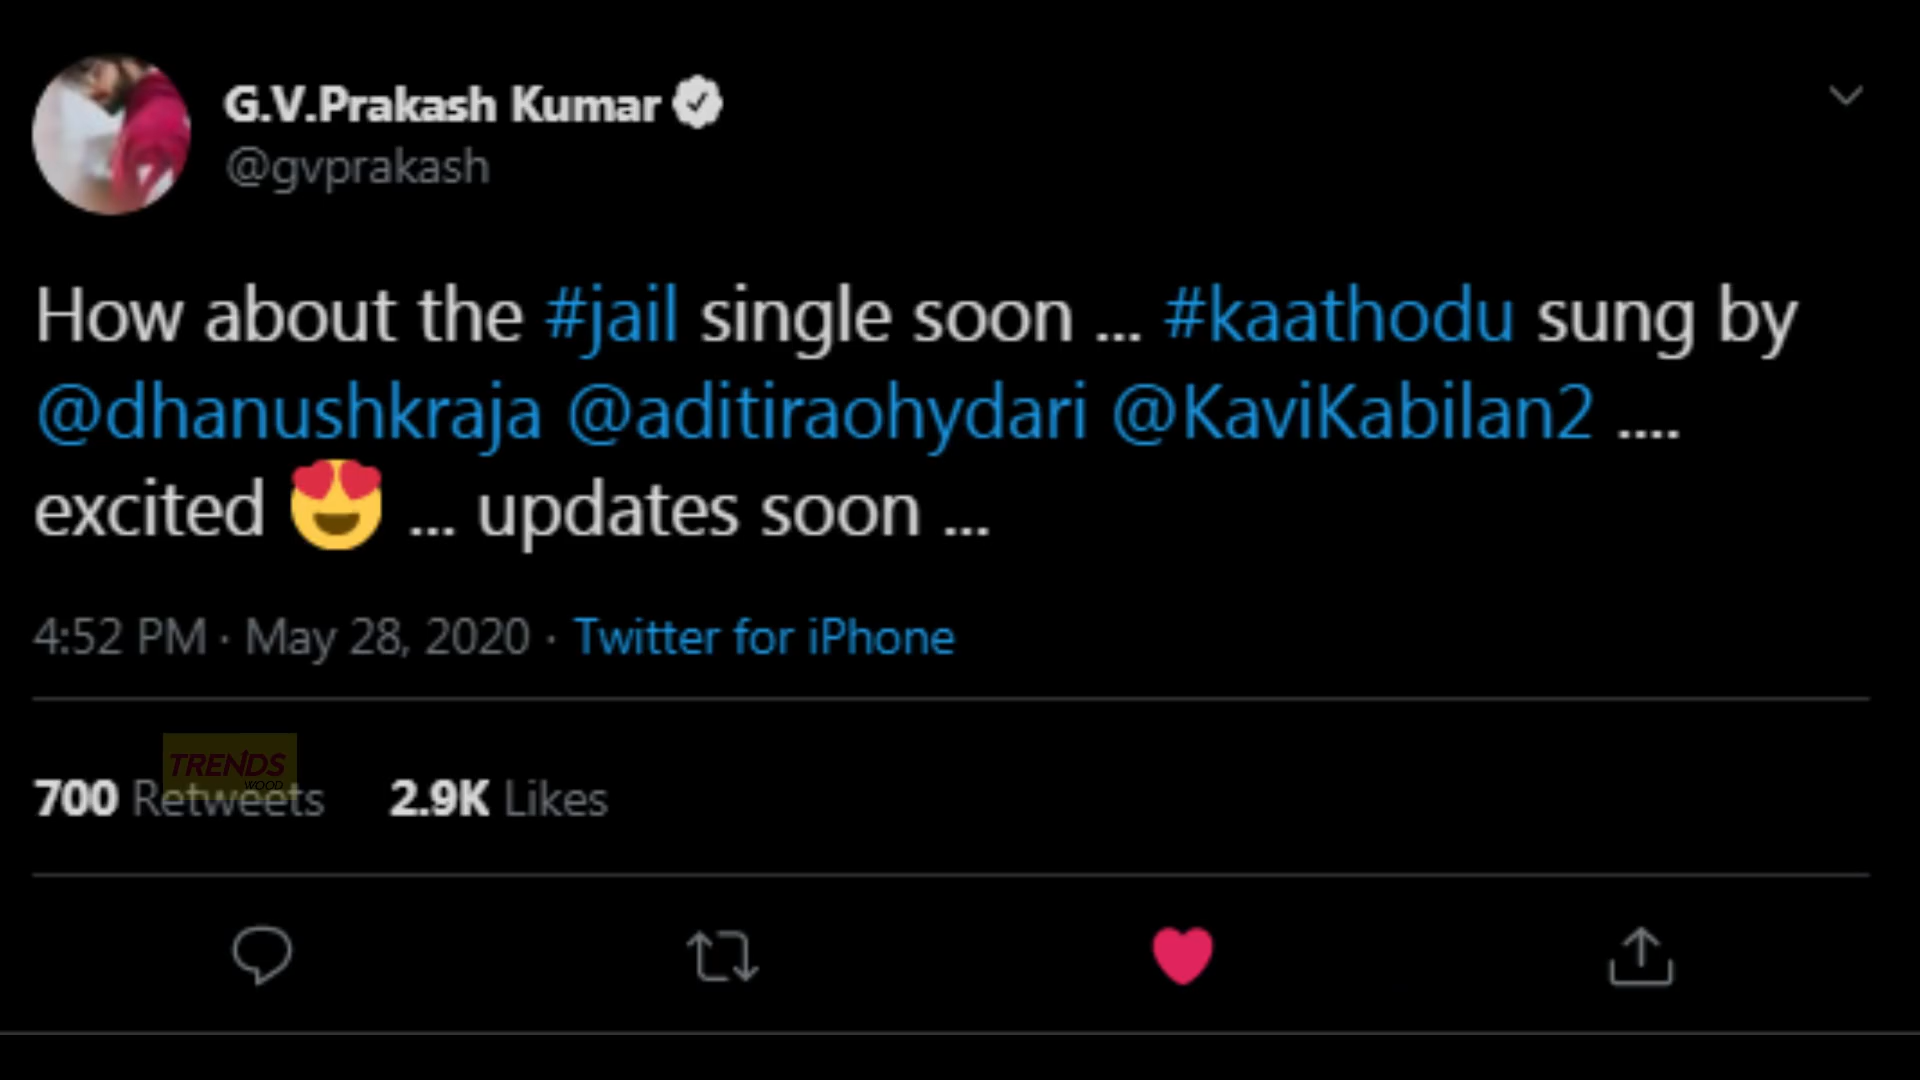 G.V.Prakash Kumar
@gvprakash
How about the #jail single soon ... #kaathodu sung by
@dhanushkraja @aditiraohydari @KaviKabilan2 ....
excited 😍 ... updates soon ...
4:52 PM · May 28, 2020 · Twitter for iPhone
TRENDS
WOOD
700 Retweets 2.9K Likes